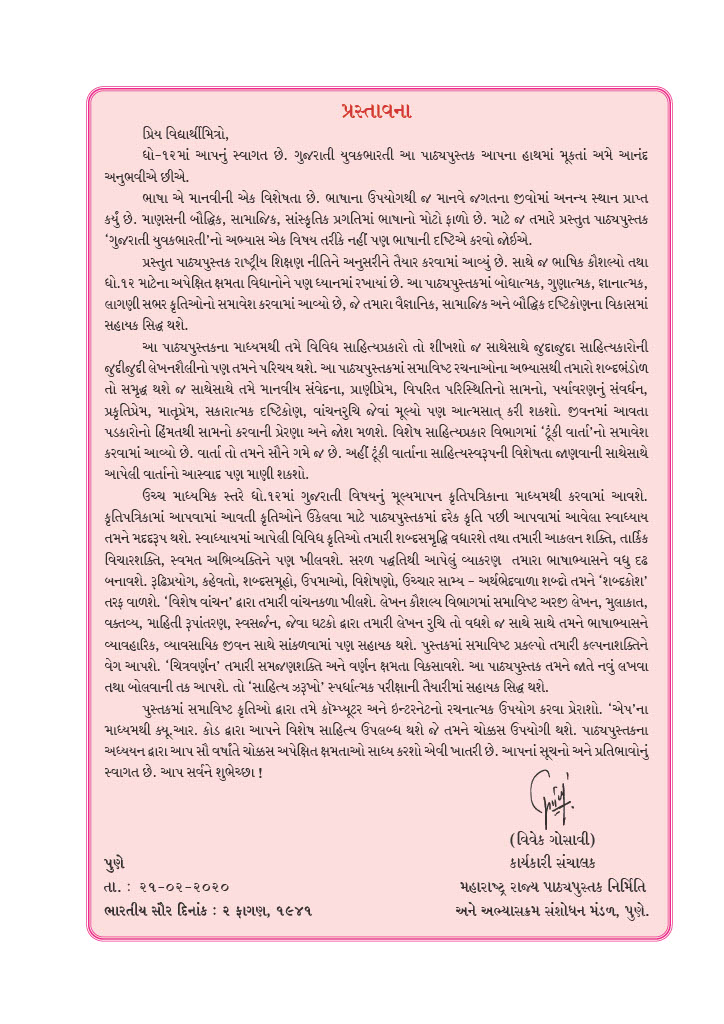 પ્રસ્તાવના
પ્રિય વિદ્યાર્થીમિત્રો,
ધો-૧૨માં આપનું સ્વાગત છે. ગુજરાતી યુવકભારતી આ પાઠ્યપુસ્તક આપના હાથમાં મૂકતાં અમે આનંદ
અનુભવીએ છીએ.
ભાષા એ માનવીની એક વિશેષતા છે. ભાષાના ઉપયોગથી જ માનવે જગતના જીવોમાં અનન્ય સ્થાન પ્રાપ્ત
કર્યું છે. માણસની બૌદ્ધિક, સામાજિક, સાંસ્કૃતિક પ્રગતિમાં ભાષાનો મોટો ફાળો છે. માટે જ તમારે પ્રસ્તુત પાઠ્યપુસ્તક
‘ગુજરાતી યુવકભારતી’નો અભ્યાસ એક વિષય તરીકે નહીં પણ ભાષાની દષ્ટિએ કરવો જોઈએ.
પ્રસ્તુત પાઠ્યપુસ્તક રાષ્ટ્રીય શિક્ષણ નીતિને અનુસરીને તૈયાર કરવામાં આવ્યું છે. સાથે જ ભાષિક કૌશલ્યો તથા
ધો.૧૨ માટેના અપેક્ષિત ક્ષમતા વિધાનોને પણ ધ્યાનમાં રખાયાં છે. આ પાઠ્યપુસ્તકમાં બોધાત્મક, ગુણાત્મક, જ્ઞાનાત્મક,
લાગણી સભર કૃતિઓનો સમાવેશ કરવામાં આવ્યો છે, જે તમારા વૈજ્ઞાનિક, સામાજિક અને બૌદ્ધિક દષ્ટિકોણના વિકાસમાં
સહાયક સિદ્ધ થશે.
આ પાઠ્યપુસ્તકના માધ્યમથી તમે વિવિધ સાહિત્યપ્રકારો તો શીખશો જ સાથેસાથે જુદાજુદા સાહિત્યકારોની
જુદીજુદી લેખનશૈલીનો પણ તમને પરિચય થશે. આ પાઠ્યપુસ્તકમાં સમાવિષ્ટ રચનાઓના અભ્યાસથી તમારો શબ્દભંડોળ
તો સમૃદ્ધ થશે જ સાથેસાથે તમે માનવીય સંવેદના, પ્રાણીપ્રેમ, વિપરિત પરિસ્થિતિનો સામનો, પર્યાવરણનું સંવર્ધન,
પ્રકૃતિપ્રેમ, માતૃપ્રેમ, સકારાત્મક દષ્ટિકોણ, વાંચનરુચિ જેવાં મૂલ્યો પણ આત્મસાત્ કરી શકશો. જીવનમાં આવતા
પડકારોનો હિંમતથી સામનો કરવાની પ્રેરણા અને જોશ મળશે. વિશેષ સાહિત્યપ્રકાર વિભાગમાં ‘ટૂંકી વાર્તા’નો સમાવેશ
કરવામાં આવ્યો છે. વાર્તા તો તમને સૌને ગમે જ છે. અહીં ટૂંકી વાર્તાના સાહિત્યસ્વરૂપની વિશેષતા જાણવાની સાથેસાથે
આપેલી વાર્તાનો આસ્વાદ પણ માણી શકશો.
ઉચ્ચ માધ્યમિક સ્તરે ધો.૧૨માં ગુજરાતી વિષયનું મૂલ્યમાપન કૃતિપત્રિકાના માધ્યમથી કરવામાં આવશે.
કૃતિપત્રિકામાં આપવામાં આવતી કૃતિઓને ઉકેલવા માટે પાઠ્યપુસ્તકમાં દરેક કૃતિ પછી આપવામાં આવેલા સ્વાધ્યાય
તમને મદદરૂપ થશે. સ્વાધ્યાયમાં આપેલી વિવિધ કૃતિઓ તમારી શબ્દસમૃદ્ધિ વધારશે તથા તમારી આકલન શક્તિ, તાર્કિક
વિચારશક્તિ, સ્વમત અભિવ્યક્તિને પણ ખીલવશે. સરળ પદ્ધતિથી આપેલું વ્યાકરણ તમારા ભાષાભ્યાસને વધુ દઢ
બનાવશે. રૂઢિપ્રયોગ, કહેવતો, શબ્દસમૂહો, ઉપમાઓ, વિશેષણો, ઉચ્ચાર સામ્ય - અર્થભેદવાળા શબ્દો તમને ‘શબ્દકોશ’
તરફ વાળશે. ‘વિશેષ વાંચન’ દ્વારા તમારી વાંચનકળા ખીલશે. લેખન કૌશલ્ય વિભાગમાં સમાવિષ્ટ અરજી લેખન, મુલાકાત,
વક્તવ્ય, માહિતી રૂપાંતરણ, સ્વસર્જન, જેવા ઘટકો દ્વારા તમારી લેખન રુચિ તો વધશે જ સાથે સાથે તમને ભાષાભ્યાસને
વ્યાવહારિક, વ્યાવસાયિક જીવન સાથે સાંકળવામાં પણ સહાયક થશે. પુસ્તકમાં સમાવિષ્ટ પ્રકલ્પો તમારી કલ્પનાશક્તિને
વેગ આપશે. ‘ચિત્રવર્ણન’ તમારી સમજણશક્તિ અને વર્ણન ક્ષમતા વિકસાવશે. આ પાઠ્યપુસ્તક તમને જાતે નવું લખવા
તથા બોલવાની તક આપશે. તો ‘સાહિત્ય ઝરૂખો’ સ્પર્ધાત્મક પરીક્ષાની તૈયારીમાં સહાયક સિદ્ધ થશે.
પુસ્તકમાં સમાવિષ્ટ કૃતિઓ દ્વારા તમે કૉમ્પ્યૂટર અને ઇન્ટરનેટનો રચનાત્મક ઉપયોગ કરવા પ્રેરાશો. ‘એપ’ના
માધ્યમથી ક્યૂ.આર. કોડ દ્વારા આપને વિશેષ સાહિત્ય ઉપલબ્ધ થશે જે તમને ચોક્કસ ઉપયોગી થશે. પાઠ્યપુસ્તકના
અધ્યયન દ્વારા આપ સૌ વર્ષાંતે ચોક્કસ અપેક્ષિત ક્ષમતાઓ સાધ્ય કરશો એવી ખાતરી છે. આપનાં સૂચનો અને પ્રતિભાવોનું
સ્વાગત છે. આપ સર્વને શુભેચ્છા !
(વિવેક ગોસાવી)
પુણે કાર્યકારી સંચાલક
તા. : ૨૧-૦૨-૨૦૨૦ મહારાષ્ટ્ર રાજ્ય પાઠ્યપુસ્તક નિર્મિતિ
ભારતીય સૌર દિનાંક : ૨ ફાગણ, ૧૯૪૧ અને અભ્યાસક્રમ સંશોધન મંડળ, પુણે.